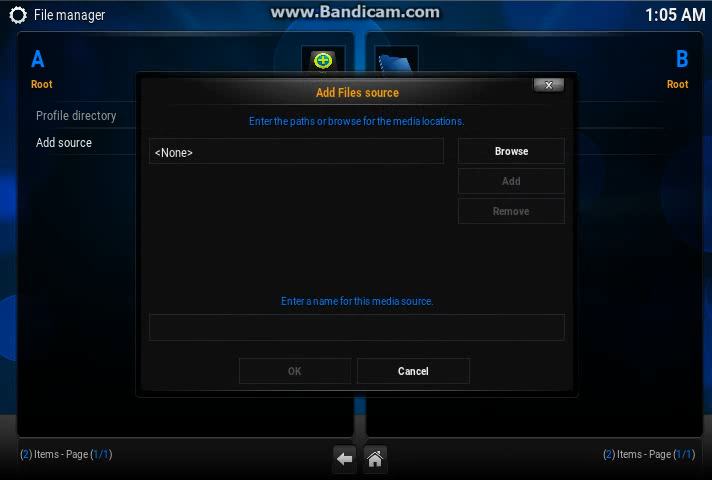 www.Bandicam.com
File manager
1:05 AM
A
B
Root
Root
Add Files source
x
Profile directory
Enter the paths or browse for the media locations.
Add source
<None>
Browse
Add
Remove
Enter a name for this media source.
OK
Cancel
(2) Items - Page (1/1)
(2) Items - Page (1/1)